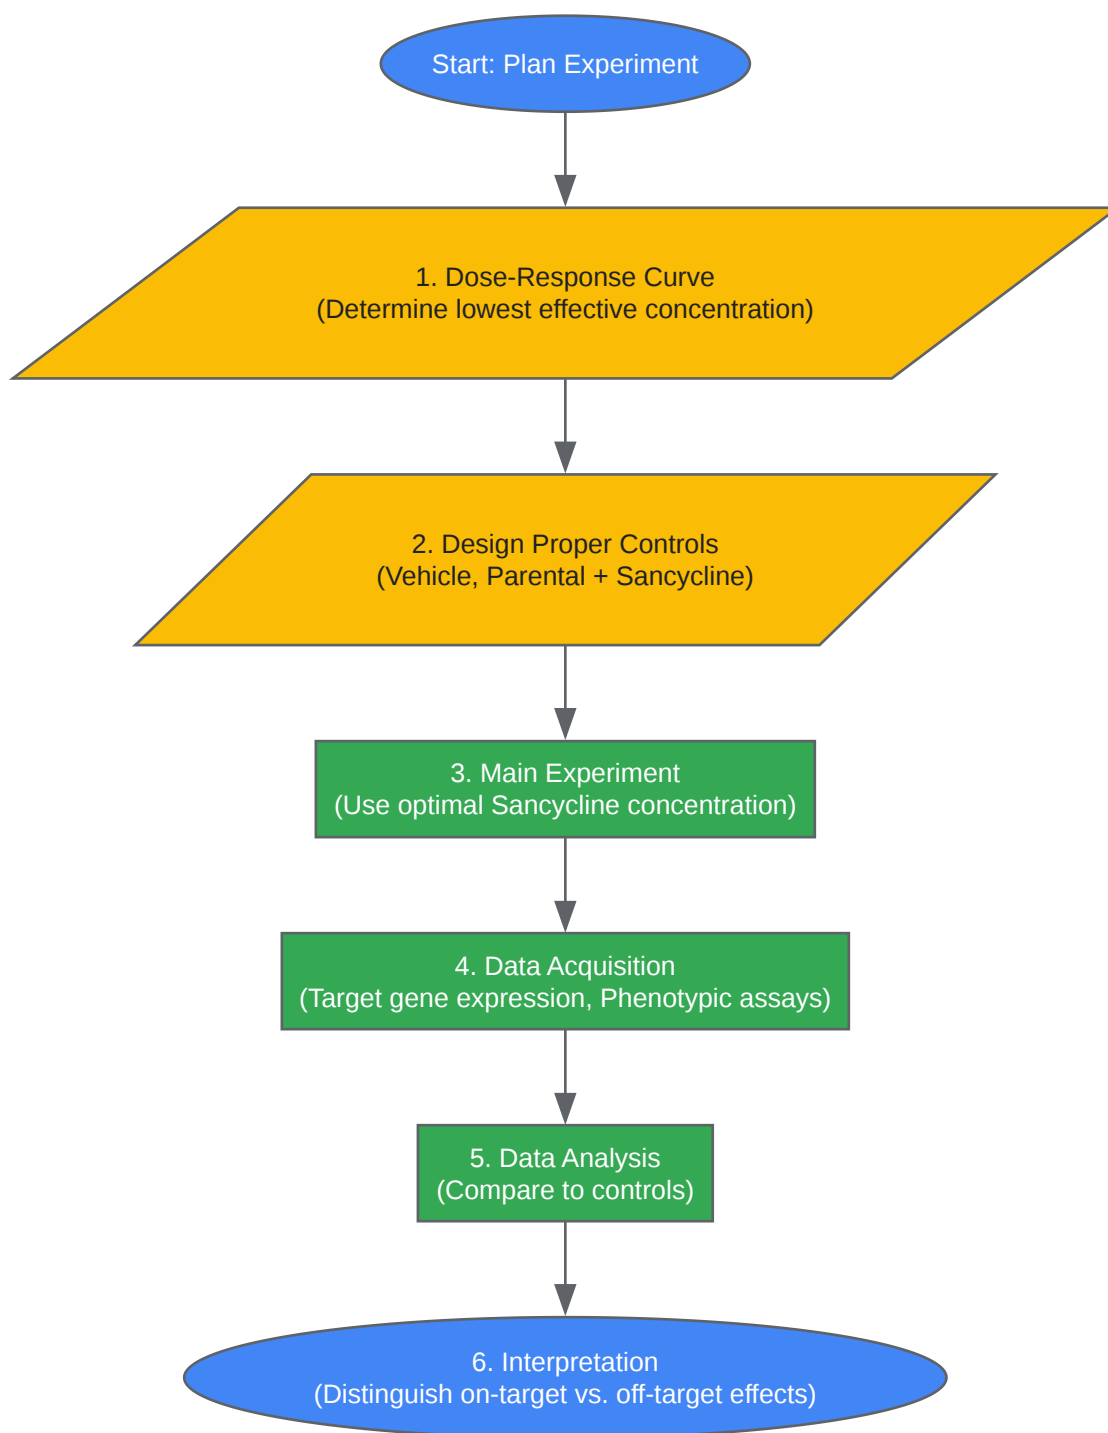 Start: Plan Experiment
1. Dose-Response Curve
(Determine lowest effective concentration)
2. Design Proper Controls
(Vehicle, Parental + Sancycline)
3. Main Experiment
(Use optimal Sancycline concentration)
4. Data Acquisition
(Target gene expression, Phenotypic assays)
5. Data Analysis
(Compare to controls)
6. Interpretation
(Distinguish on-target vs. off-target effects)